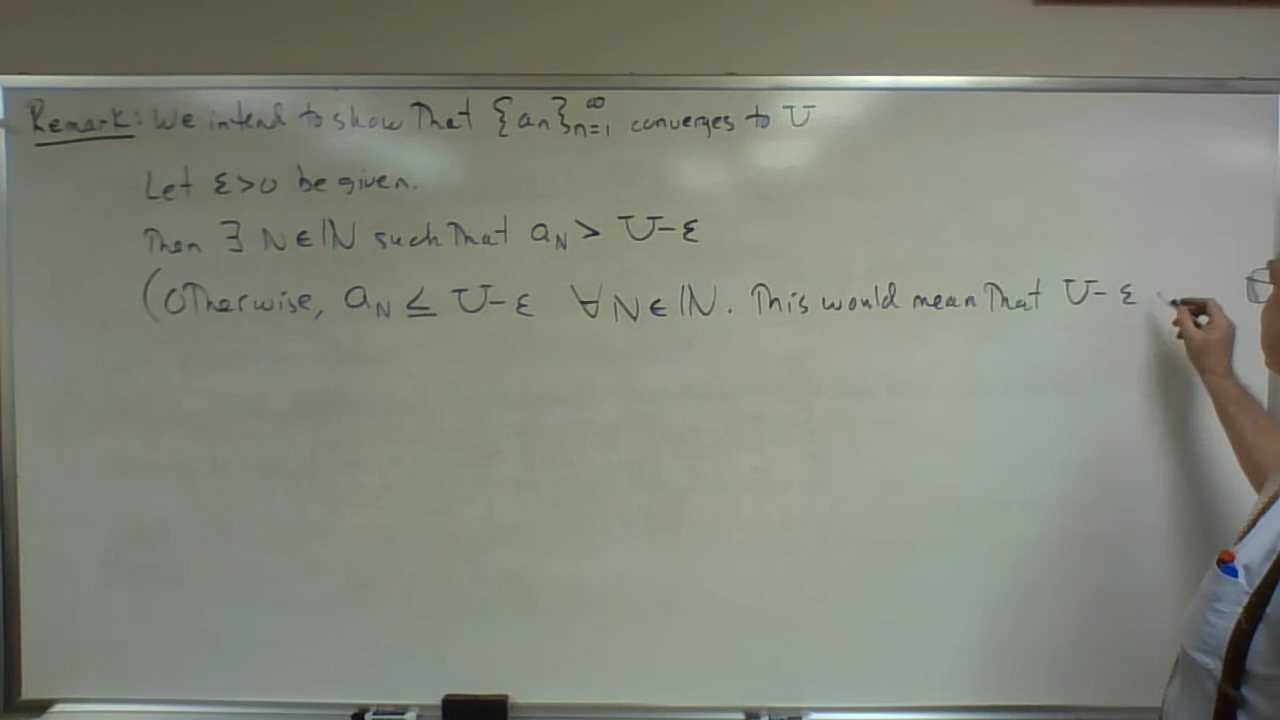 Remark: We intend to show That {an}∞n=1 converges to U
Let ε>0 be given.
Then ∃ N∈ℕ such That aN > U-ε
(Otherwise, aN ≤ U-ε ∀N∈ℕ. This would mean That U-ε